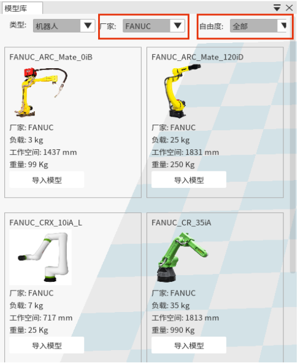 模型库
类型: 机器人 厂家: FANUC 自由度: 全部
FANUC_ARC_Mate_0iB
厂家: FANUC
负载: 3 kg
工作空间: 1437 mm
重量: 99 Kg
导入模型
FANUC_ARC_Mate_120iD
厂家: FANUC
负载: 25 kg
工作空间: 1831 mm
重量: 250 Kg
导入模型
FANUC_CRX_10iA_L
厂家: FANUC
负载: 7 kg
工作空间: 717 mm
重量: 25 Kg
导入模型
FANUC_CR_35iA
厂家: FANUC
负载: 35 kg
工作空间: 1813 mm
重量: 990 Kg
导入模型